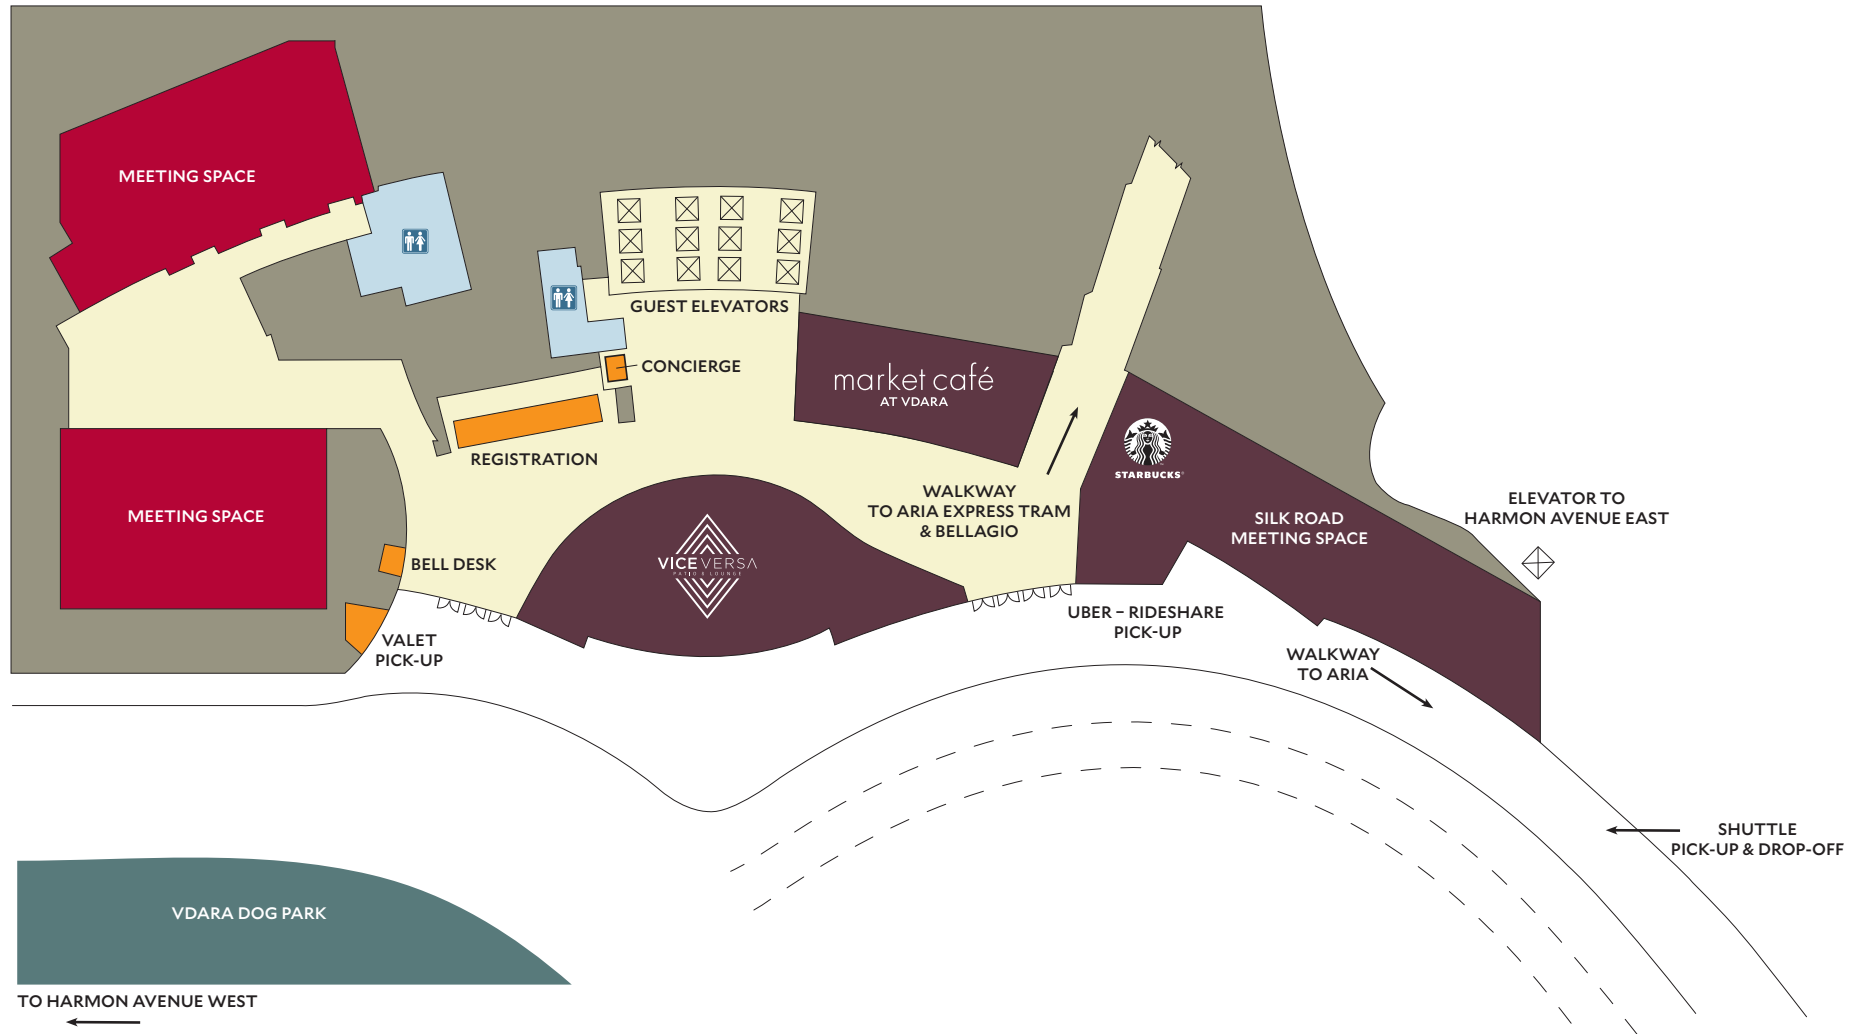 MEETING SPACE
GUEST ELEVATORS
CONCIERGE
market café
AT VDARA
REGISTRATION
STARBUCKS
WALKWAY
TO ARIA EXPRESS TRAM
& BELLAGIO
ELEVATOR TO
HARMON AVENUE EAST
MEETING SPACE
SILK ROAD
MEETING SPACE
BELL DESK
VICE VERSA
PATIO & LOUNGE
UBER – RIDESHARE
PICK-UP
VALET
PICK-UP
WALKWAY
TO ARIA
SHUTTLE
PICK-UP & DROP-OFF
VDARA DOG PARK
TO HARMON AVENUE WEST